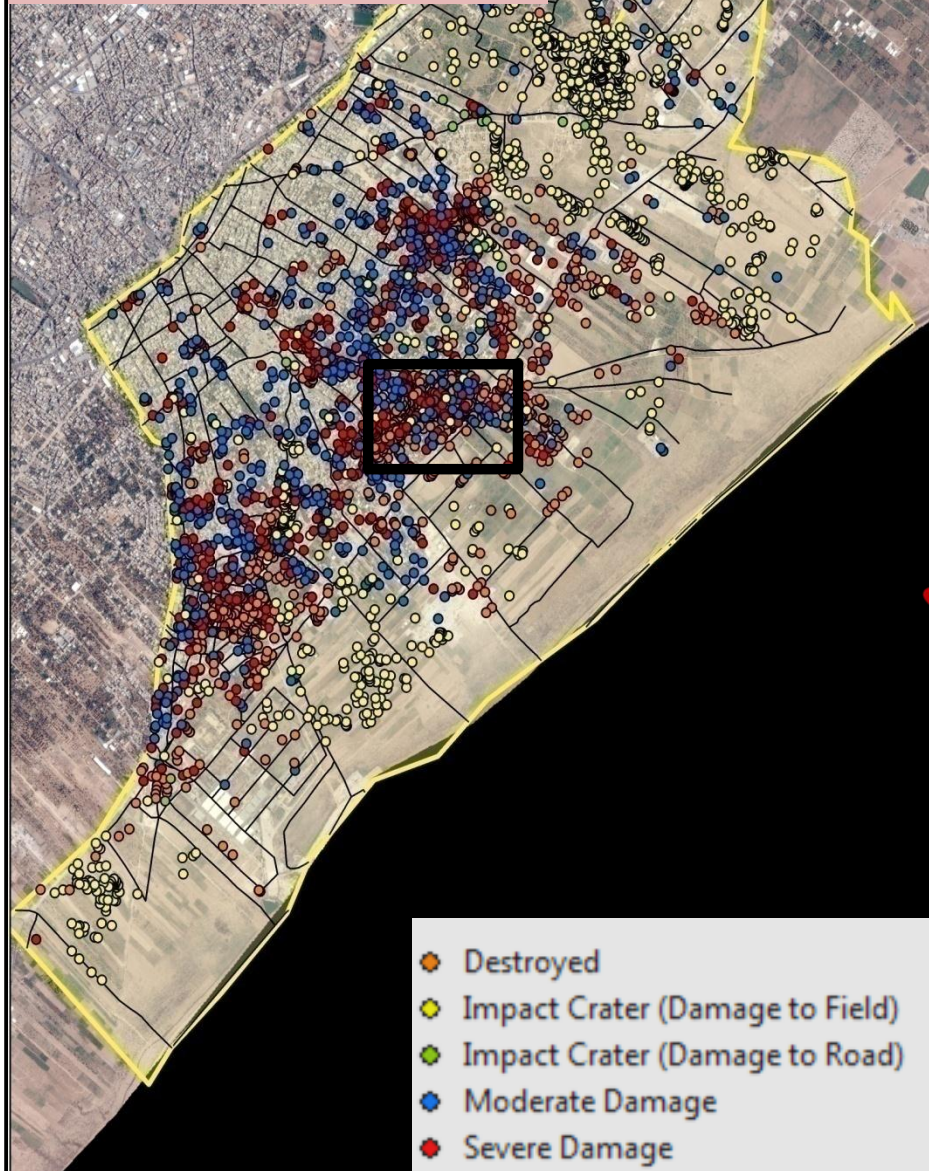 Destroyed
Impact Crater (Damage to Field)
Impact Crater (Damage to Road)
Moderate Damage
Severe Damage